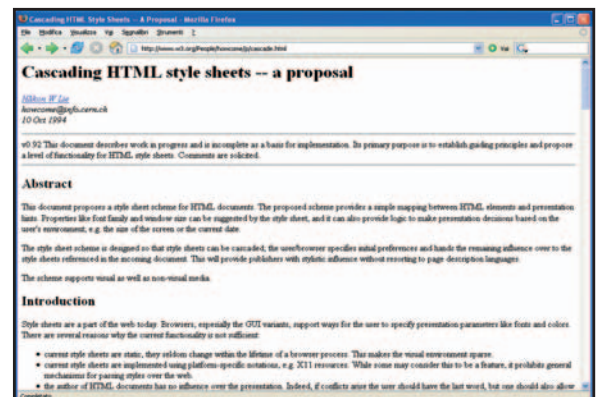 Cascading HTML Style Sheets -- A Proposal - Mozilla Firefox
File Modifica Visualizza Vai Segnalibri Strumenti ?
http://www.w3.org/People/howcome/p/cascade.html
Vai
Cascading HTML style sheets -- a proposal
Håkon W Lie
howcome@info.cern.ch
10 Oct 1994
v0.92 This document describes work in progress and is incomplete as a basis for implementation. Its primary purpose is to establish guiding principles and propose
a level of functionality for HTML style sheets. Comments are solicited.
Abstract
This document proposes a style sheet scheme for HTML documents. The proposed scheme provides a simple mapping between HTML elements and presentation
hints. Properties like font family and window size can be suggested by the style sheet, and it can also provide logic to make presentation decisions based on the
user's environment, e.g. the size of the screen or the current date.
The style sheet scheme is designed so that style sheets can be cascaded; the user/browser specifies initial preferences and hands the remaining influence over to the
style sheets referenced in the incoming document. This will provide publishers with stylistic influence without resorting to page description languages.
The scheme supports visual as well as non-visual media.
Introduction
Style sheets are a part of the web today. Browsers, especially the GUI variants, support ways for the user to specify presentation parameters like fonts and colors.
There are several reasons why the current functionality is not sufficient:
• current style sheets are static, they seldom change within the lifetime of a browser process. This makes the visual environment sparse.
• current style sheets are implemented using platform-specific notations, e.g. X11 resources. While some may consider this to be a feature, it prohibits general
mechanisms for passing styles over the web.
• the author of HTML documents has no influence over the presentation. Indeed, if conflicts arise the user should have the last word, but one should also allow
Completato